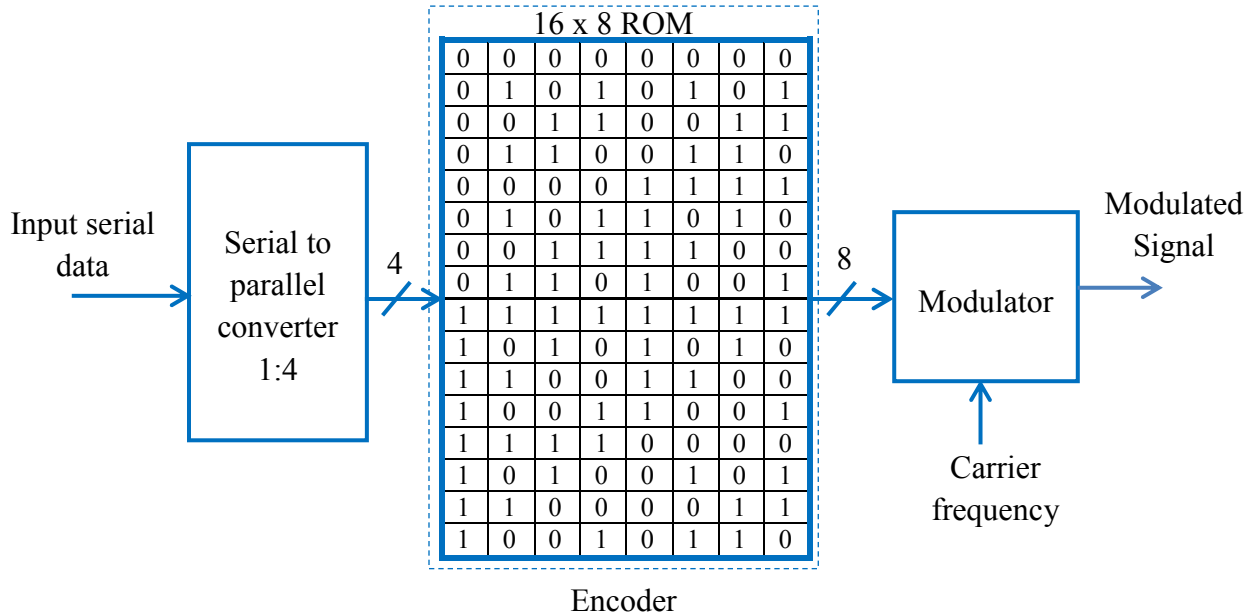 16 x 8 ROM
0 0 0 0 0 0 0 0
0 1 0 1 0 1 0 1
0 0 1 1 0 0 1 1
0 1 1 0 0 1 1 0
0 0 0 0 1 1 1 1
0 1 0 1 1 0 1 0
0 0 1 1 1 1 0 0
0 1 1 0 1 0 0 1
1 1 1 1 1 1 1 1
1 0 1 0 1 0 1 0
1 1 0 0 1 1 0 0
1 0 0 1 1 0 0 1
1 1 1 1 0 0 0 0
1 0 1 0 0 1 0 1
1 1 0 0 0 0 1 1
1 0 0 1 0 1 1 0
Input serial
data
Serial to
parallel
converter
1:4
4
8
Modulator
Modulated
Signal
Carrier
frequency
Encoder